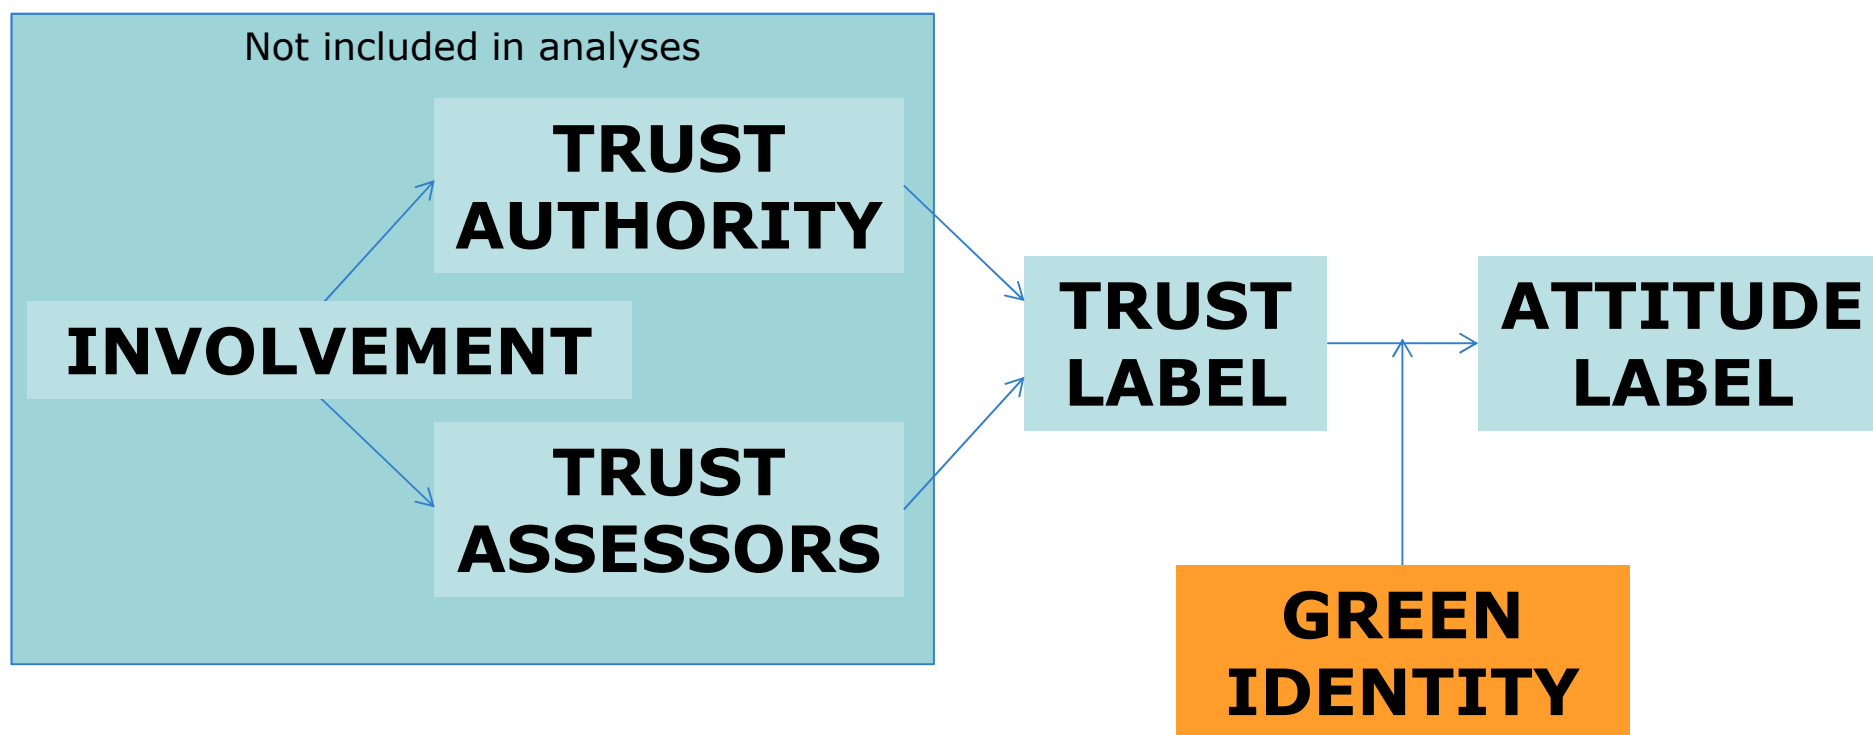 Not included in analyses
TRUST
AUTHORITY
INVOLVEMENT
TRUST
ASSESSORS
TRUST
LABEL
ATTITUDE
LABEL
GREEN
IDENTITY